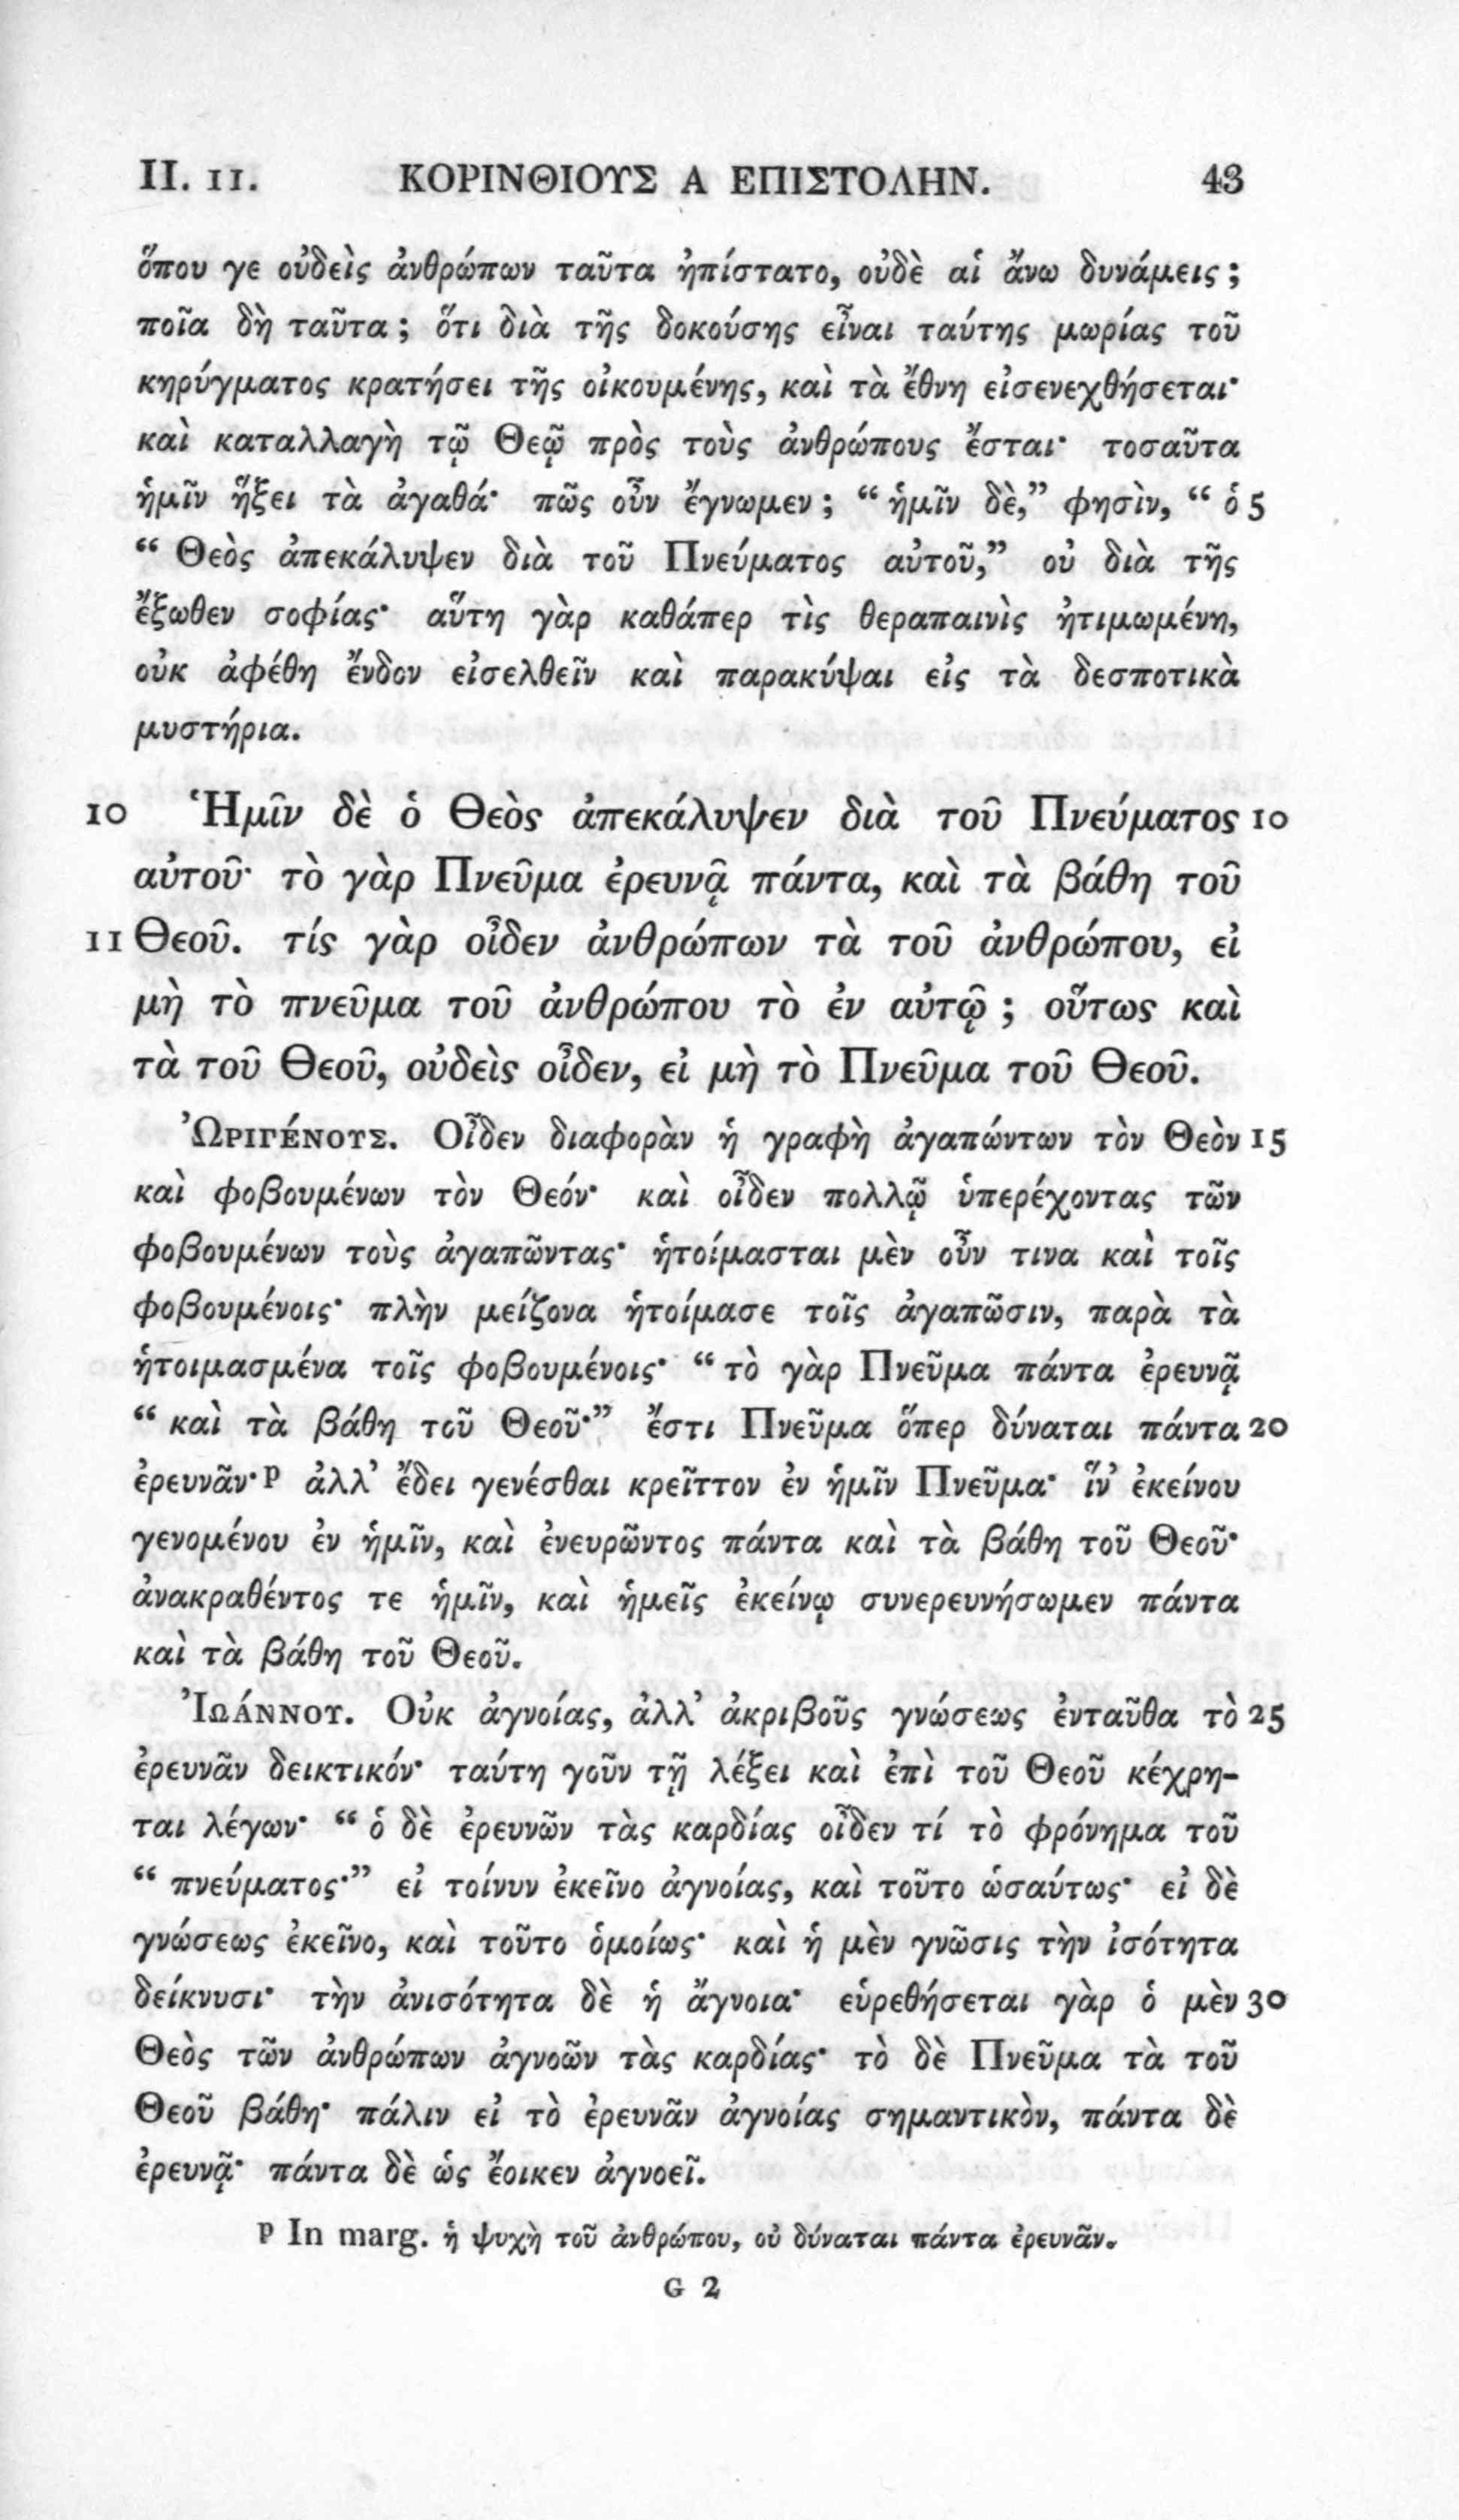 II. 11. ΚΟΡΙΝΘΙΟΥΣ Α ΕΠΙΣΤΟΛΗΝ. 43
ὅπου γε οὐδεὶς ἀνθρώπων ταῦτα ἠπίστατο, οὐδὲ αἱ ἄνω δυνάμεις ;
ποῖα δὴ ταῦτα ; ὅτι διὰ τῆς δοκούσης εἶναι ταύτης μωρίας τοῦ
κηρύγματος κρατήσει τῆς οἰκουμένης, καὶ τὰ ἔθνη εἰσενεχθήσεται·
καὶ καταλλαγὴ τῷ Θεῷ πρὸς τοὺς ἀνθρώπους ἔσται· τοσαῦτα
ἡμῖν ἥξει τὰ ἀγαθά· πῶς οὖν ἔγνωμεν ; “ ἡμῖν δὲ,” φησὶν, “ ὁ 5
“ Θεὸς ἀπεκάλυψεν διὰ τοῦ Πνεύματος αὐτοῦ,” οὐ διὰ τῆς
ἔξωθεν σοφίας· αὕτη γὰρ καθάπερ τὶς θεραπαινὶς ἠτιμωμένη,
οὐκ ἀφέθη ἔνδον εἰσελθεῖν καὶ παρακύψαι εἰς τὰ δεσποτικὰ
μυστήρια.
10 Ἡμῖν δὲ ὁ Θεὸς ἀπεκάλυψεν διὰ τοῦ Πνεύματος 10
αὐτοῦ· τὸ γὰρ Πνεῦμα ἐρευνᾷ πάντα, καὶ τὰ βάθη τοῦ
11 Θεοῦ. τίς γὰρ οἶδεν ἀνθρώπων τὰ τοῦ ἀνθρώπου, εἰ
μὴ τὸ πνεῦμα τοῦ ἀνθρώπου τὸ ἐν αὐτῷ ; οὕτως καὶ
τὰ τοῦ Θεοῦ, οὐδεὶς οἶδεν, εἰ μὴ τὸ Πνεῦμα τοῦ Θεοῦ.
ὨΡΙΓΈΝΟΥΣ. Οἶδεν διαφορὰν ἡ γραφὴ ἀγαπώντων τὸν Θεὸν 15
καὶ φοβουμένων τὸν Θεόν· καὶ οἶδεν πολλῷ ὑπερέχοντας τῶν
φοβουμένων τοὺς ἀγαπῶντας· ἡτοίμασται μὲν οὖν τινα καὶ τοῖς
φοβουμένοις· πλὴν μείζονα ἡτοίμασε τοῖς ἀγαπῶσιν, παρὰ τὰ
ἡτοιμασμένα τοῖς φοβουμένοις· “ τὸ γὰρ Πνεῦμα πάντα ἐρευνᾷ
“ καὶ τὰ βάθη τοῦ Θεοῦ·” ἔστι Πνεῦμα ὅπερ δύναται πάντα 20
ἐρευνᾶν· p ἀλλ’ ἔδει γενέσθαι κρεῖττον ἐν ἡμῖν Πνεῦμα· ἵν’ ἐκείνου
γενομένου ἐν ἡμῖν, καὶ ἐνευρῶντος πάντα καὶ τὰ βάθη τοῦ Θεοῦ·
ἀνακραθέντος τε ἡμῖν, καὶ ἡμεῖς ἐκείνῳ συνερευνήσωμεν πάντα
καὶ τὰ βάθη τοῦ Θεοῦ.
ἸΩΆΝΝΟΥ. Οὐκ ἀγνοίας, ἀλλ’ ἀκριβοῦς γνώσεως ἐνταῦθα τὸ 25
ἐρευνᾶν δεικτικόν· ταύτη γοῦν τῇ λέξει καὶ ἐπὶ τοῦ Θεοῦ κέχρη-
ται λέγων· “ ὁ δὲ ἐρευνῶν τὰς καρδίας οἶδεν τί τὸ φρόνημα τοῦ
“ πνεύματος·” εἰ τοίνυν ἐκεῖνο ἀγνοίας, καὶ τοῦτο ὡσαύτως· εἰ δὲ
γνώσεως ἐκεῖνο, καὶ τοῦτο ὁμοίως· καὶ ἡ μὲν γνῶσις τὴν ἰσότητα
δείκνυσι· τὴν ἀνισότητα δὲ ἡ ἄγνοια· εὑρεθήσεται γὰρ ὁ μὲν 30
Θεὸς τῶν ἀνθρώπων ἀγνοῶν τὰς καρδίας· τὸ δὲ Πνεῦμα τὰ τοῦ
Θεοῦ βάθη· πάλιν εἰ τὸ ἐρευνᾶν ἀγνοίας σημαντικὸν, πάντα δὲ
ἐρευνᾷ· πάντα δὲ ὡς ἔοικεν ἀγνοεῖ.
p In marg. ἡ ψυχὴ τοῦ ἀνθρώπου, οὐ δύναται πάντα ἐρευνᾶν.
G 2